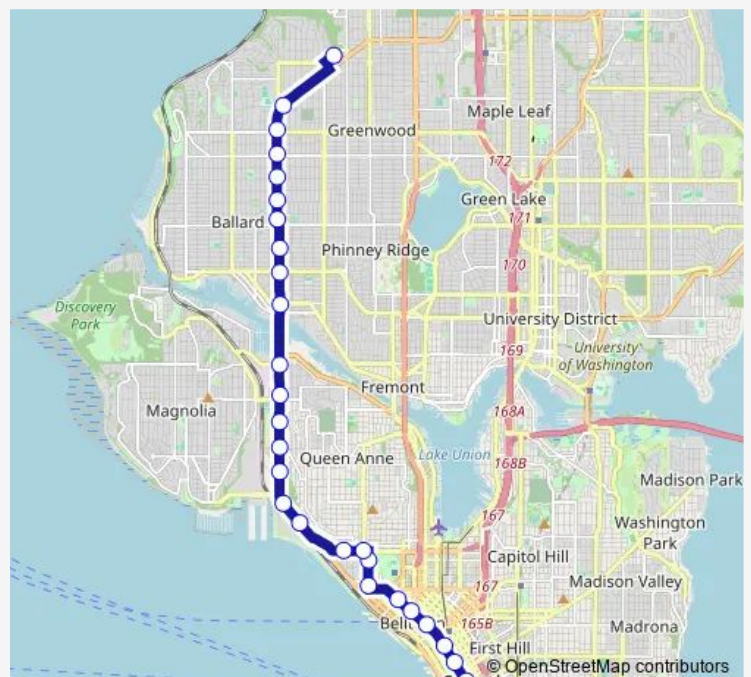 Maple Leaf
Greenwood
172
Green Lake
171
Ballard
Phinney Ridge
170
Discovery
Park
University District
169
University
of Washington
Fremont
Magnolia
168A
Lake Union
Queen Anne
168B
Madison Park
167
Washington
Park
Capitol Hill
167
Madison Valley
165B
Madrona
First Hill
© OpenStreetMap contributors